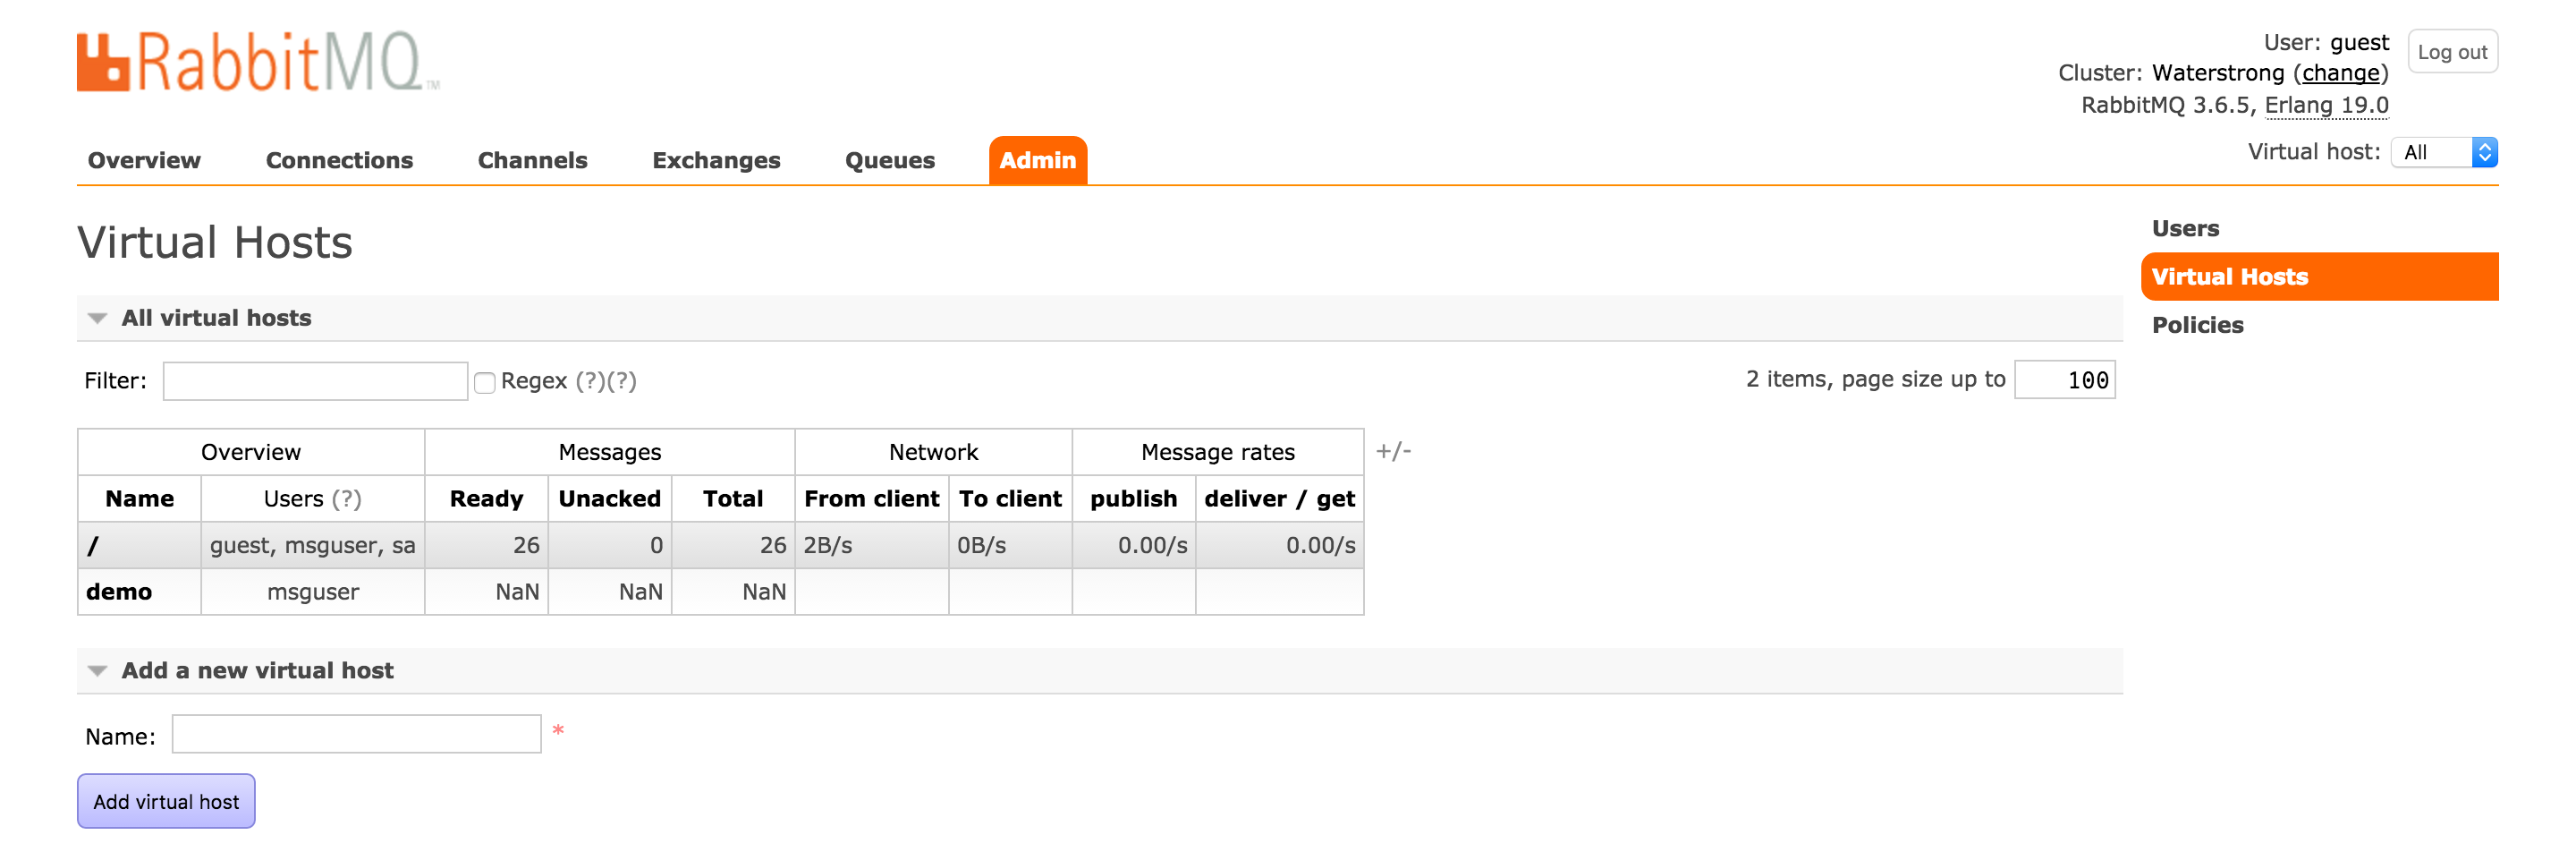 RabbitMQ™
User: guest
Log out
Cluster: Waterstrong (change)
RabbitMQ 3.6.5, Erlang 19.0
Overview Connections Channels Exchanges Queues Admin
Virtual host: All
Virtual Hosts
Users
Virtual Hosts
Policies
All virtual hosts
Filter: Regex (?)(?)
2 items, page size up to 100
Overview Messages Network Message rates +/-
Name Users (?) Ready Unacked Total From client To client publish deliver / get
/ guest, msguser, sa 26 0 26 2B/s 0B/s 0.00/s 0.00/s
demo msguser NaN NaN NaN
Add a new virtual host
Name: *
Add virtual host